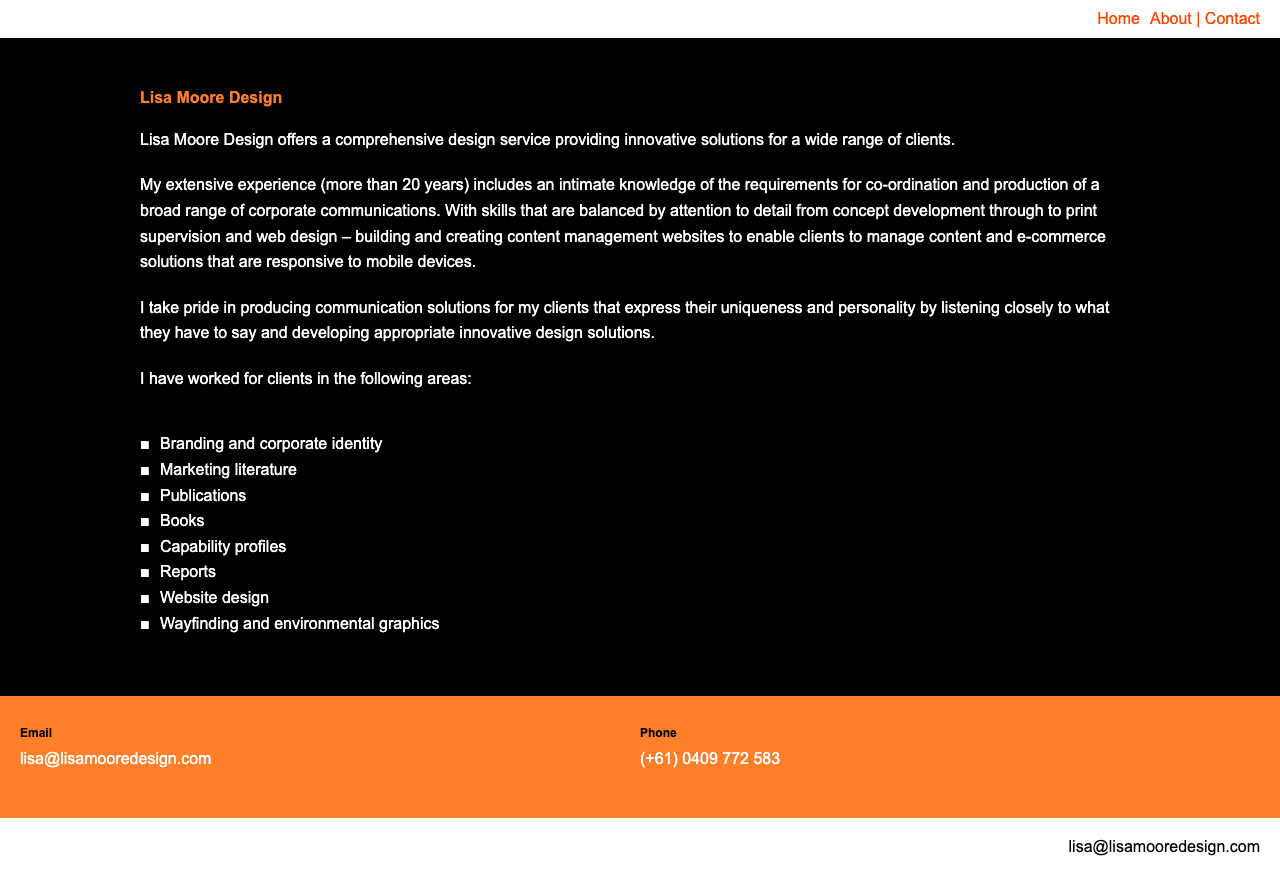 Home About | Contact
Lisa Moore Design
Lisa Moore Design offers a comprehensive design service providing innovative solutions for a wide range of clients.
My extensive experience (more than 20 years) includes an intimate knowledge of the requirements for co-ordination and production of a
broad range of corporate communications. With skills that are balanced by attention to detail from concept development through to print
supervision and web design – building and creating content management websites to enable clients to manage content and e-commerce
solutions that are responsive to mobile devices.
I take pride in producing communication solutions for my clients that express their uniqueness and personality by listening closely to what
they have to say and developing appropriate innovative design solutions.
I have worked for clients in the following areas:
■ Branding and corporate identity
■ Marketing literature
■ Publications
■ Books
■ Capability profiles
■ Reports
■ Website design
■ Wayfinding and environmental graphics
Email
lisa@lisamooredesign.com
Phone
(+61) 0409 772 583
lisa@lisamooredesign.com